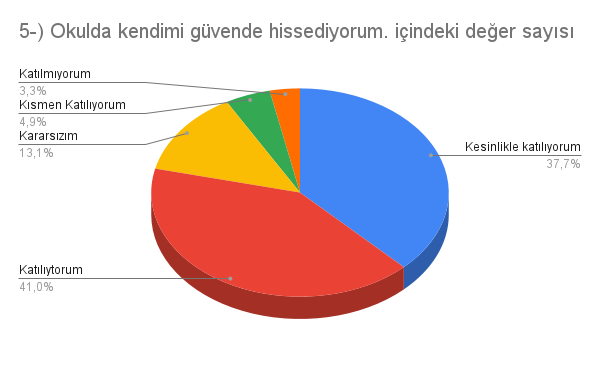 5-) Okulda kendimi güvende hissediyorum. içindeki değer sayısı
Katılmıyorum
3,3%
Kısmen Katılıyorum
4,9%
Kararsızım
13,1%
Kesinlikle katılıyorum
37,7%
Katılıytorum
41,0%